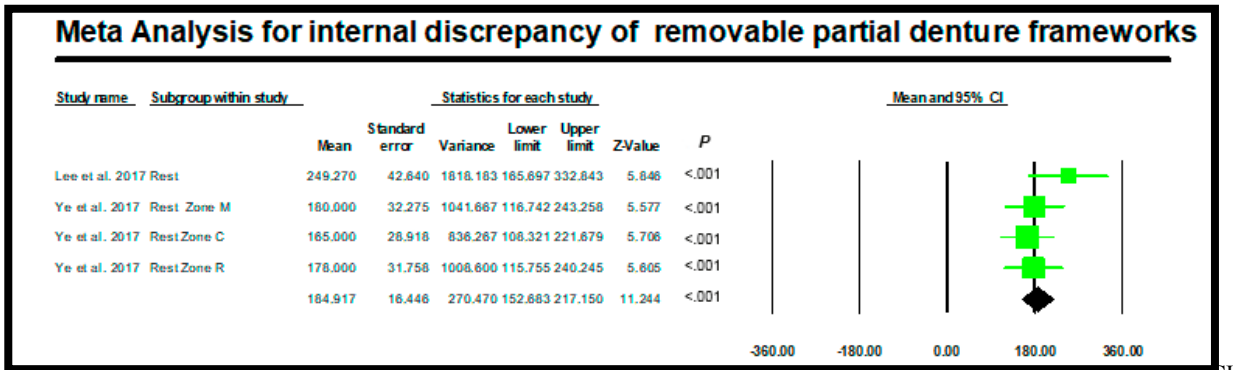 Meta Analysis for internal discrepancy of removable partial denture frameworks
Study name Subgroup within study Statistics for each study Mean and 95% CI
Mean Standard error Variance Lower limit Upper limit Z-Value P
Lee et al. 2017 Rest 249.270 42.640 1818.183 165.697 332.843 5.846 <.001
Ye et al. 2017 Rest Zone M 180.000 32.275 1041.667 116.742 243.258 5.577 <.001
Ye et al. 2017 Rest Zone C 165.000 28.918 836.267 108.321 221.679 5.706 <.001
Ye et al. 2017 Rest Zone R 178.000 31.758 1008.600 115.755 240.245 5.605 <.001
184.917 16.446 270.470 152.683 217.150 11.244 <.001
-360.00 -180.00 0.00 180.00 360.00